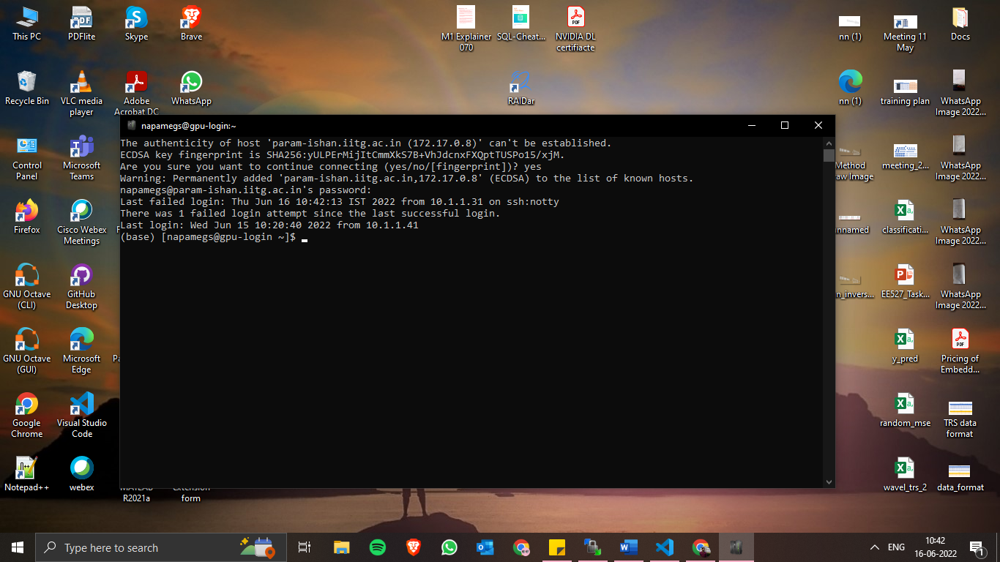 This PC
PDFlite
Skype
Brave
M1 Explainer
070
SQL-Cheat...
NVIDIA DL
certifiacte
nn (1)
Meeting 11
May
Docs
Recycle Bin
VLC media
player
Adobe
Acrobat DC
WhatsApp
RAIDar
nn (1)
training plan
WhatsApp
Image 2022...
napamegs@gpu-login:~
The authenticity of host 'param-ishan.iitg.ac.in (172.17.0.8)' can't be established.
ECDSA key fingerprint is SHA256:yULPErMijItCmmXkS7B+VhJdcnxFXQptTUSPo15/xjM.
Are you sure you want to continue connecting (yes/no/[fingerprint])? yes
Warning: Permanently added 'param-ishan.iitg.ac.in,172.17.0.8' (ECDSA) to the list of known hosts.
napamegs@param-ishan.iitg.ac.in's password:
Last failed login: Thu Jun 16 10:42:13 IST 2022 from 10.1.1.31 on ssh:notty
There was 1 failed login attempt since the last successful login.
Last login: Wed Jun 15 10:20:40 2022 from 10.1.1.41
(base) [napamegs@gpu-login ~]$
Control
Panel
Microsoft
Teams
Method
aw Image
meeting_2...
WhatsApp
Image 2022...
Firefox
Cisco Webex
Meetings
nnamed
classificati...
WhatsApp
Image 2022...
GNU Octave
(CLI)
GitHub
Desktop
n_invers...
EE527_Task...
WhatsApp
Image 2022...
GNU Octave
(GUI)
Microsoft
Edge
Pa
y_pred
Pricing of
Embedd...
Google
Chrome
Visual Studio
Code
random_mse
TRS data
format
Notepad++
webex
MATLAB
R2021a
extension
form
wavel_trs_2
data_format
Type here to search
ENG
10:42
16-06-2022
1